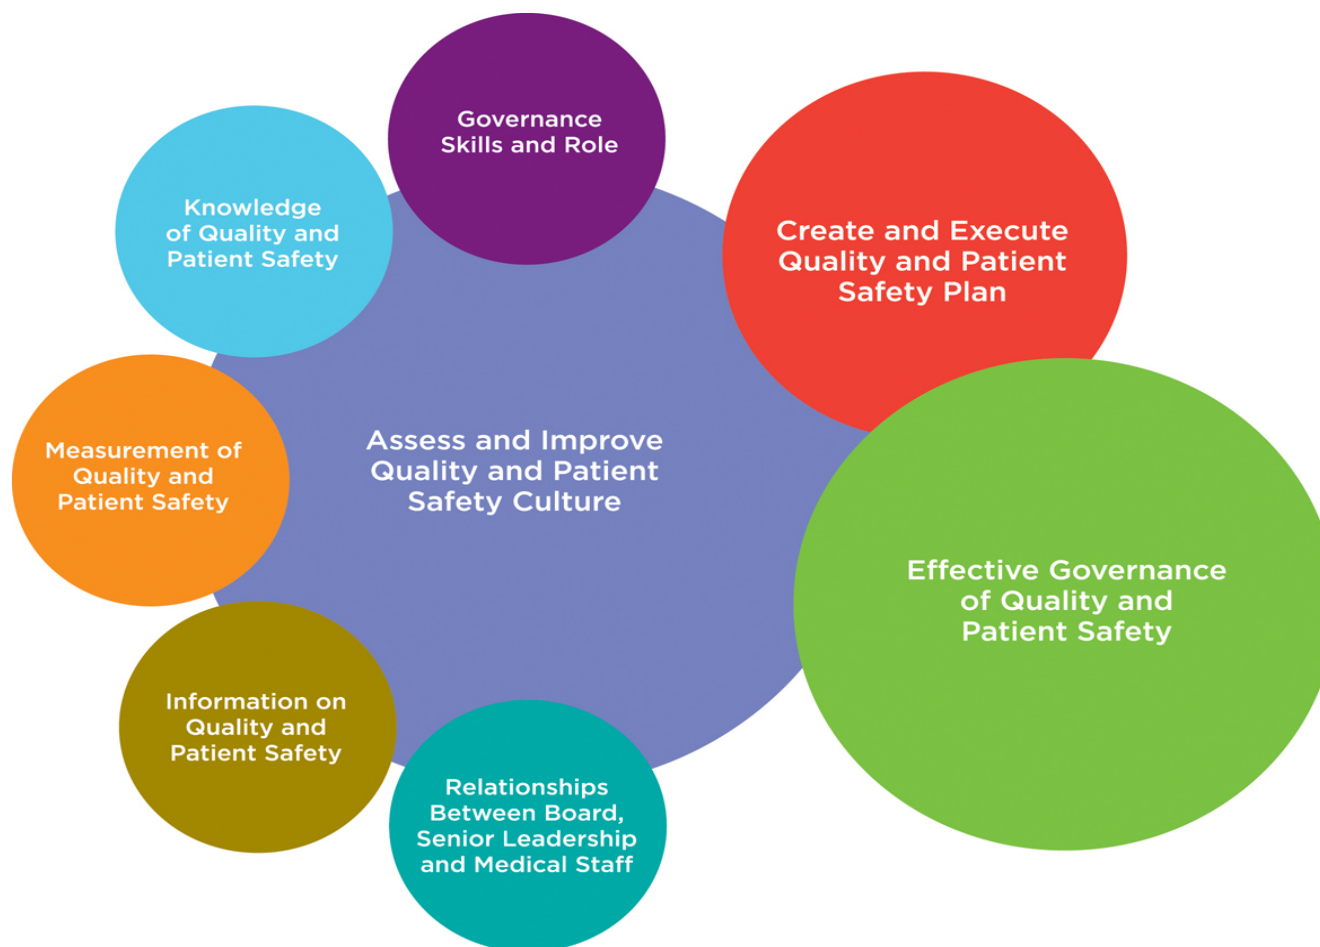 Governance
Skills and Role
Knowledge
of Quality and
Patient Safety
Create and Execute
Quality and Patient
Safety Plan
Measurement of
Quality and
Patient Safety
Assess and Improve
Quality and Patient
Safety Culture
Effective Governance
of Quality and
Patient Safety
Information on
Quality and
Patient Safety
Relationships
Between Board,
Senior Leadership
and Medical Staff